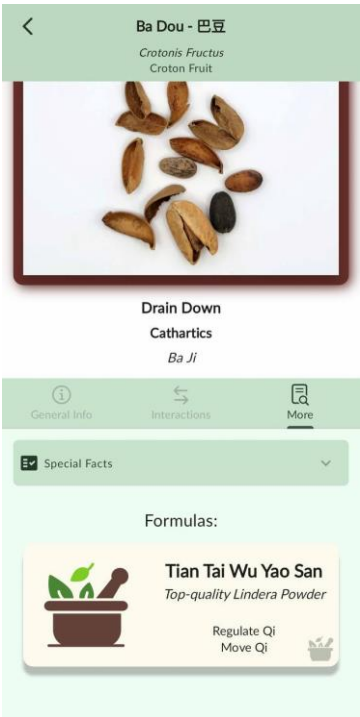 Ba Dou - 巴豆
Crotonis Fructus
Croton Fruit
Drain Down
Cathartics
Ba Ji
General Info
Interactions
More
Special Facts
Formulas:
Tian Tai Wu Yao San
Top-quality Lindera Powder
Regulate Qi
Move Qi